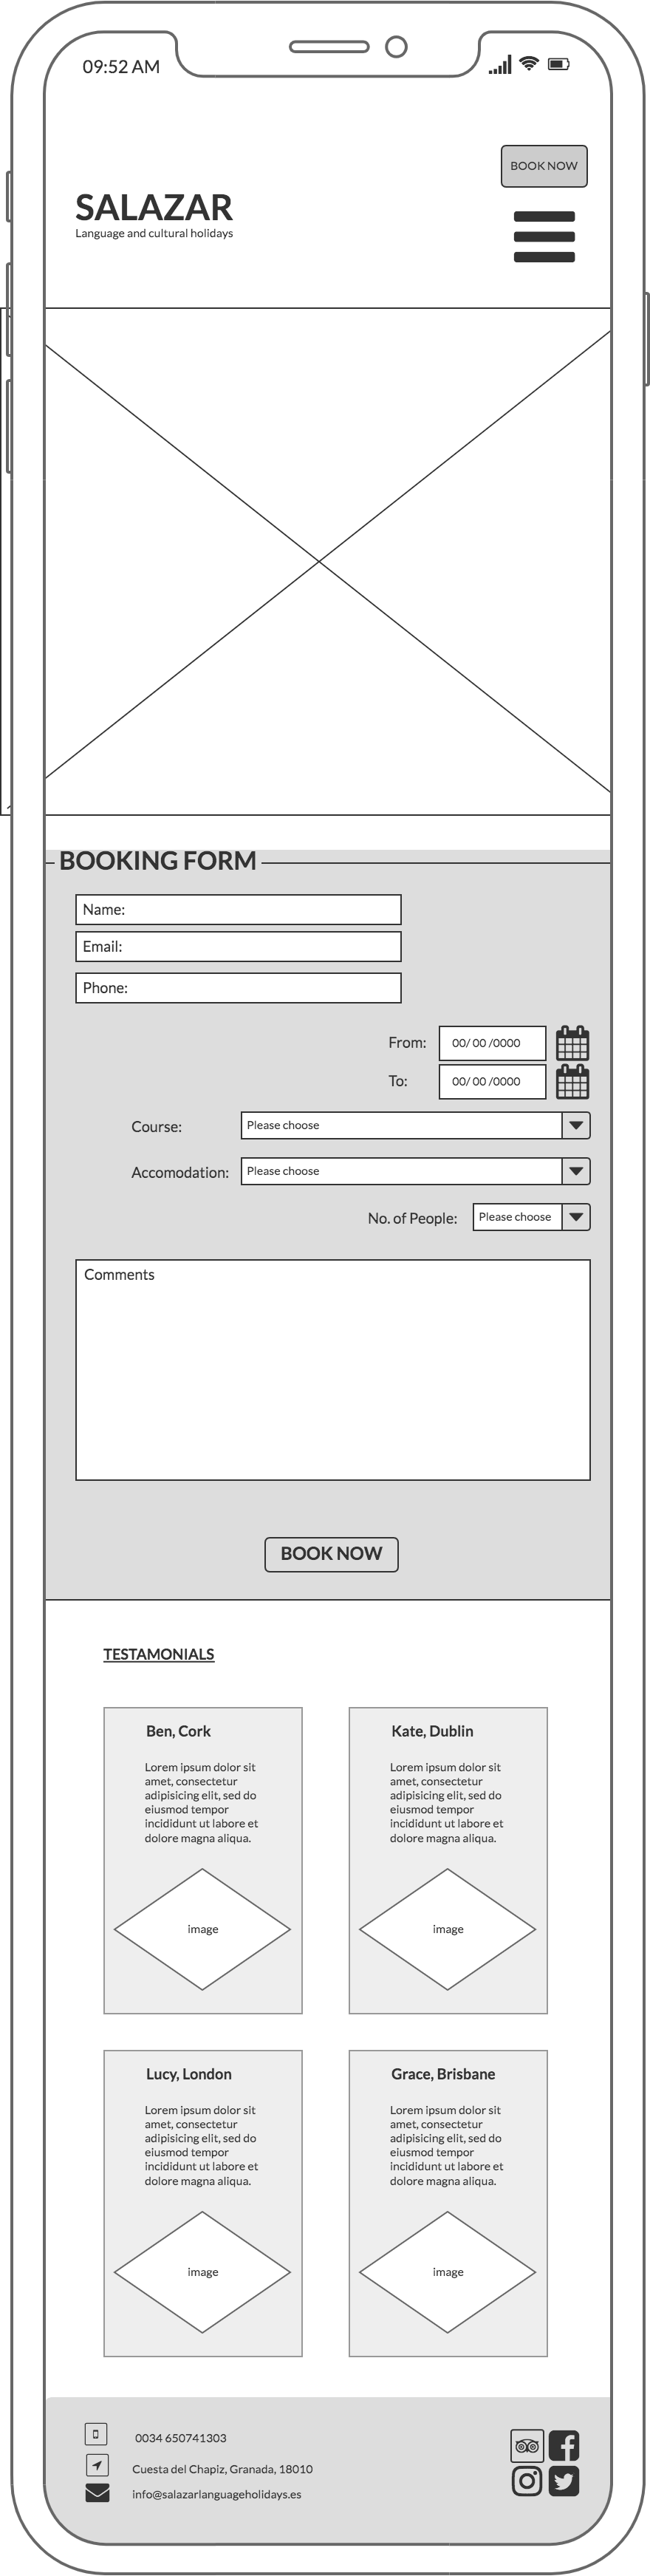 09:52 AM
BOOK NOW
SALAZAR
Language and cultural holidays
BOOKING FORM
Name:
Email:
Phone:
From: 00/ 00 /0000
To: 00/ 00 /0000
Course: Please choose
Accomodation: Please choose
No. of People: Please choose
Comments
BOOK NOW
TESTAMONIALS
Ben, Cork
Lorem ipsum dolor sit
amet, consectetur
adipisicing elit, sed do
eiusmod tempor
incididunt ut labore et
dolore magna aliqua.
image
Kate, Dublin
Lorem ipsum dolor sit
amet, consectetur
adipisicing elit, sed do
eiusmod tempor
incididunt ut labore et
dolore magna aliqua.
image
Lucy, London
Lorem ipsum dolor sit
amet, consectetur
adipisicing elit, sed do
eiusmod tempor
incididunt ut labore et
dolore magna aliqua.
image
Grace, Brisbane
Lorem ipsum dolor sit
amet, consectetur
adipisicing elit, sed do
eiusmod tempor
incididunt ut labore et
dolore magna aliqua.
image
0034 650741303
Cuesta del Chapiz, Granada, 18010
info@salazarlanguageholidays.es